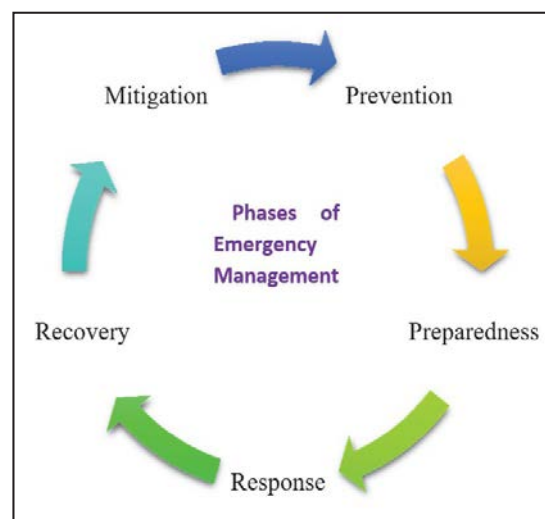 Mitigation
Prevention
Phases of
Emergency
Management
Recovery
Preparedness
Response